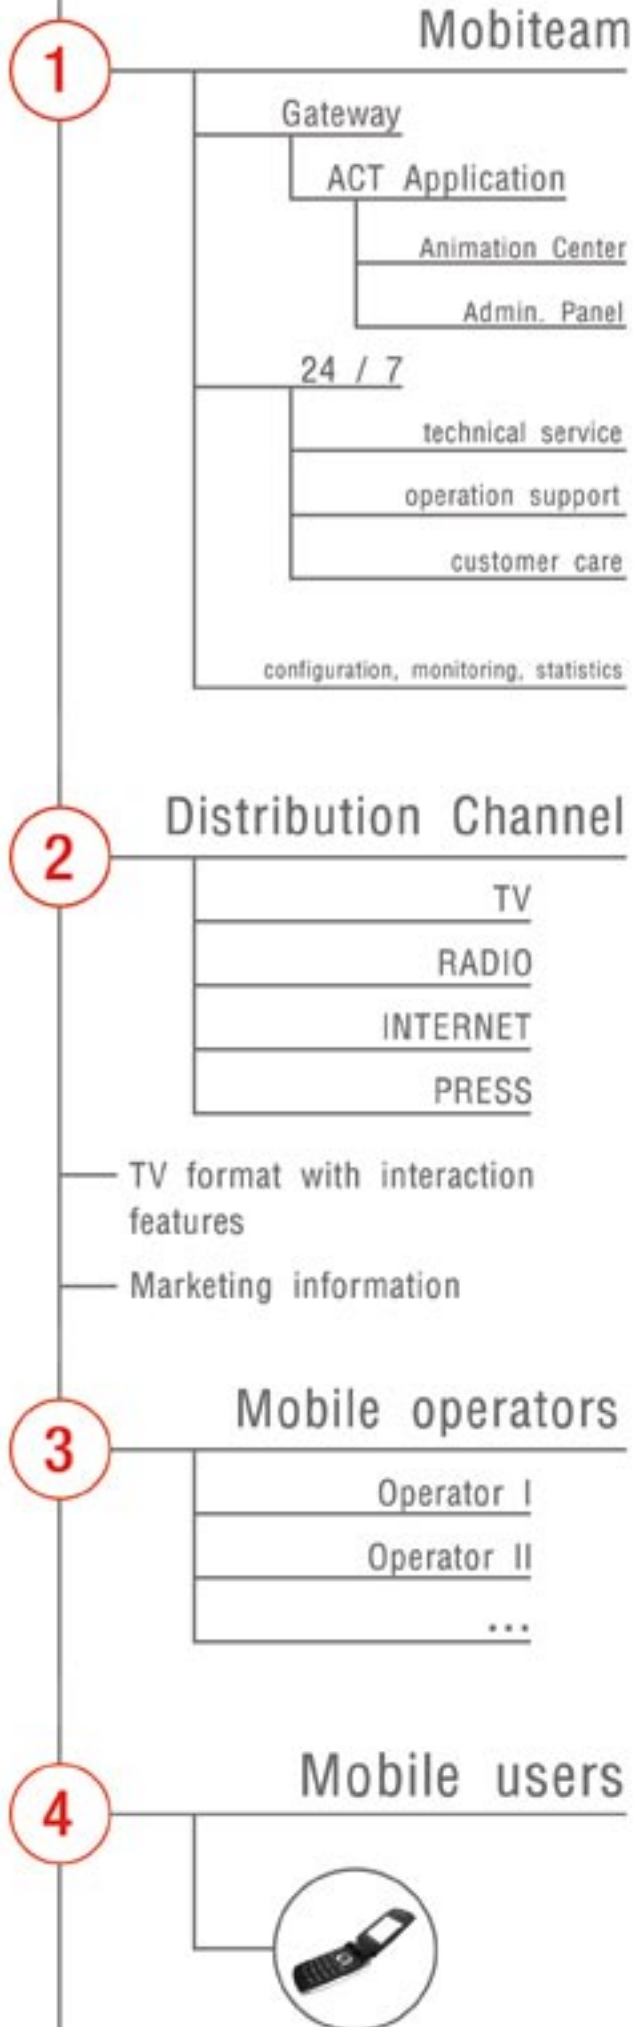 Mobiteam
1
Gateway
ACT Application
Animation Center
Admin. Panel
24 / 7
technical service
operation support
customer care
configuration, monitoring, statistics
Distribution Channel
2
TV
RADIO
INTERNET
PRESS
TV format with interaction
features
Marketing information
Mobile operators
3
Operator I
Operator II
...
Mobile users
4